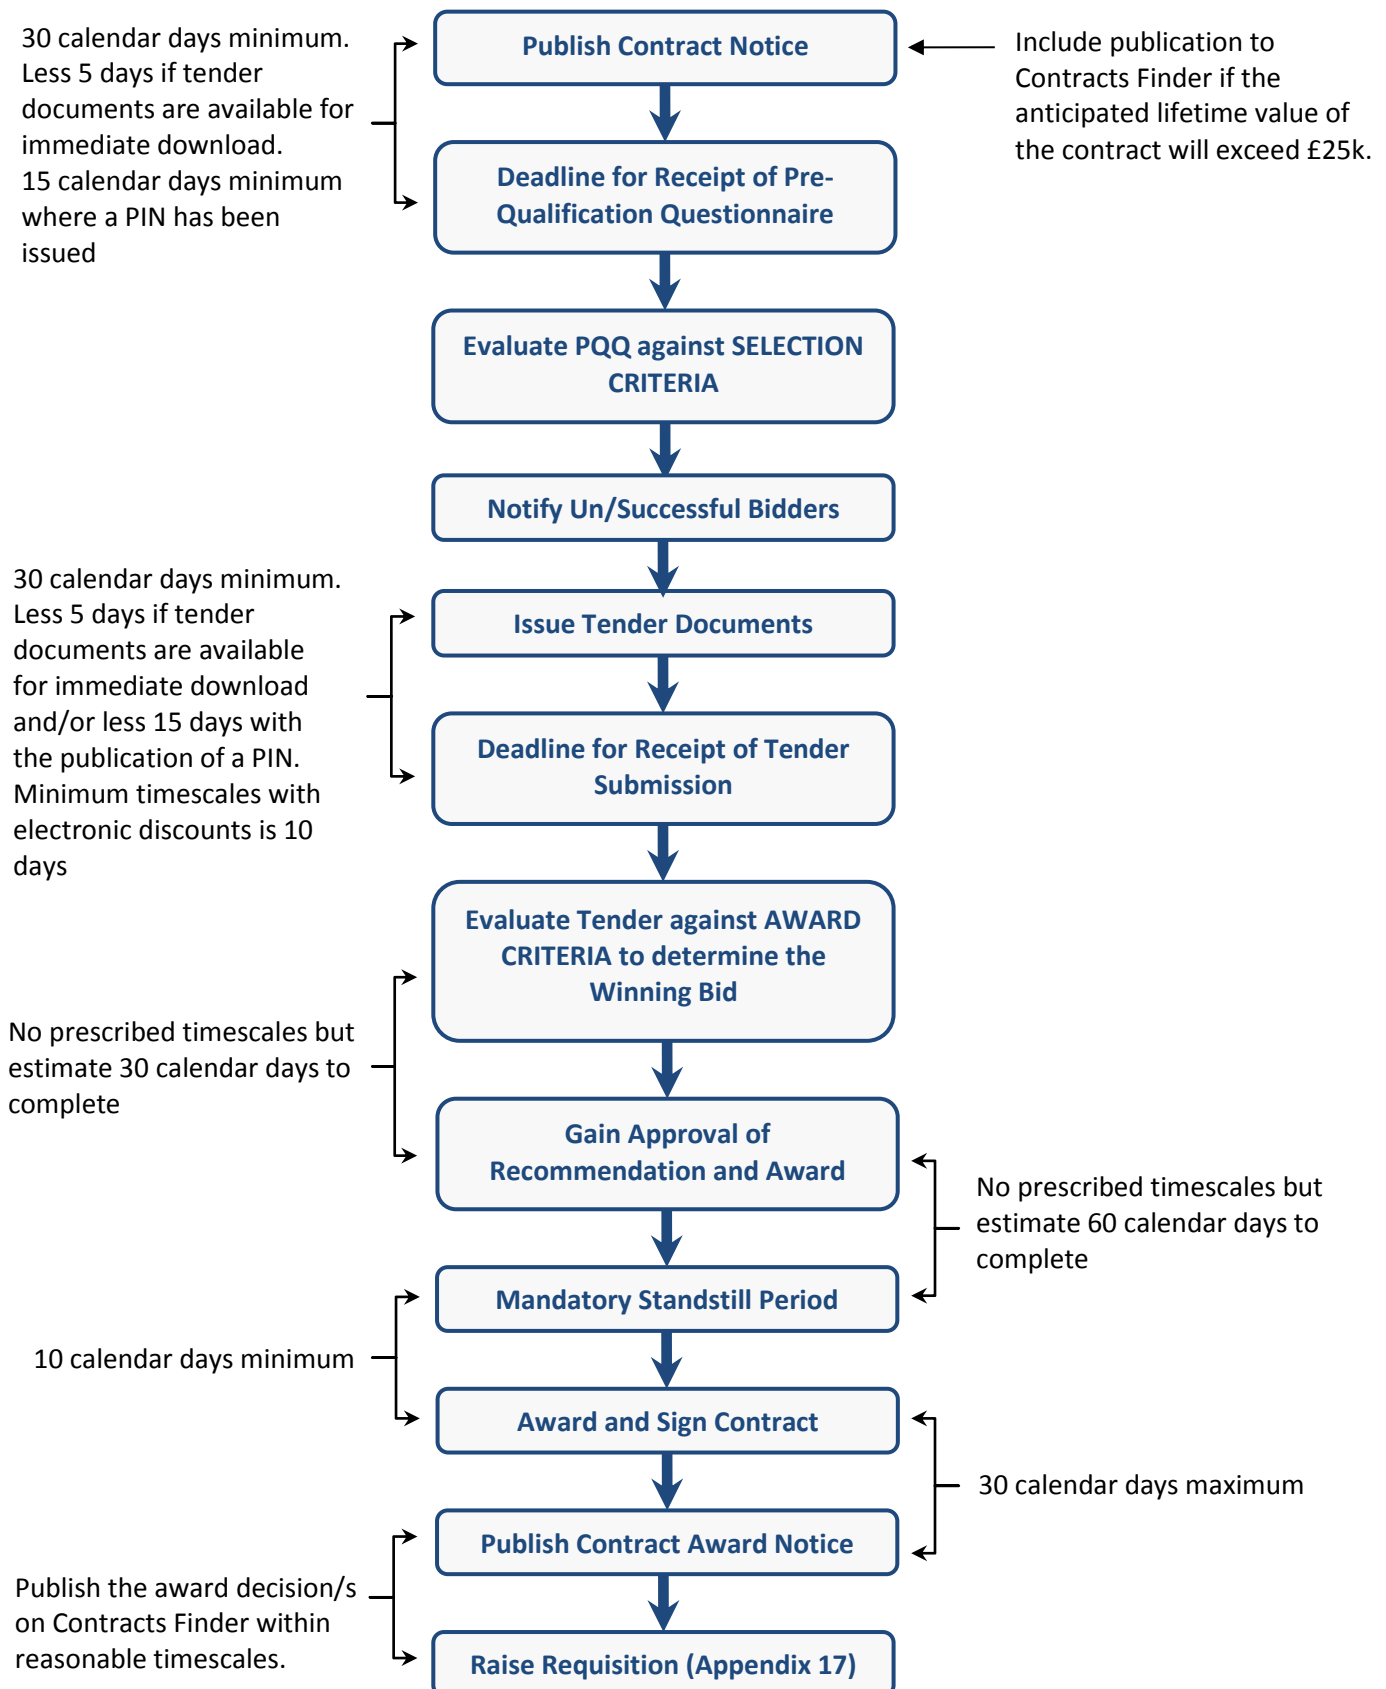 30 calendar days minimum.
Less 5 days if tender
documents are available for
immediate download.
15 calendar days minimum
where a PIN has been
issued
Publish Contract Notice
Include publication to
Contracts Finder if the
anticipated lifetime value of
the contract will exceed £25k.
Deadline for Receipt of Pre-
Qualification Questionnaire
Evaluate PQQ against SELECTION
CRITERIA
Notify Un/Successful Bidders
30 calendar days minimum.
Less 5 days if tender
documents are available
for immediate download
and/or less 15 days with
the publication of a PIN.
Minimum timescales with
electronic discounts is 10
days
Issue Tender Documents
Deadline for Receipt of Tender
Submission
Evaluate Tender against AWARD
CRITERIA to determine the
Winning Bid
No prescribed timescales but
estimate 30 calendar days to
complete
Gain Approval of
Recommendation and Award
No prescribed timescales but
estimate 60 calendar days to
complete
Mandatory Standstill Period
10 calendar days minimum
Award and Sign Contract
30 calendar days maximum
Publish Contract Award Notice
Publish the award decision/s
on Contracts Finder within
reasonable timescales.
Raise Requisition (Appendix 17)